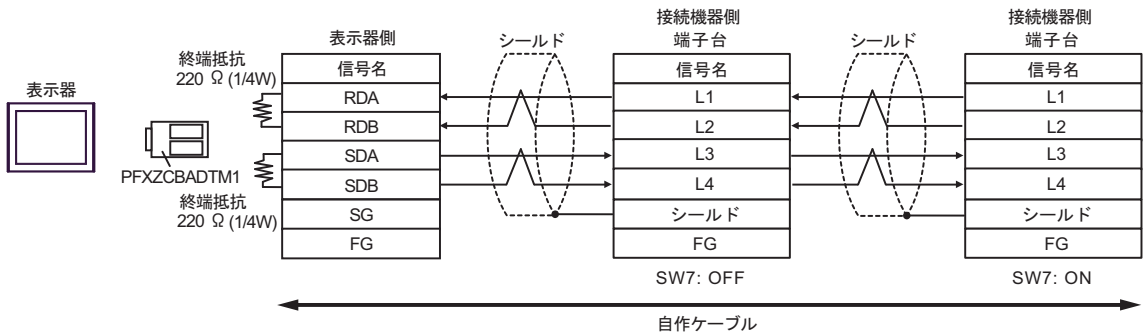 表示器
PFXZCBADTM1
終端抵抗
220 Ω (1/4W)
終端抵抗
220 Ω (1/4W)
表示器側
信号名
RDA
RDB
SDA
SDB
SG
FG
シールド
接続機器側
端子台
信号名
L1
L2
L3
L4
シールド
FG
SW7: OFF
シールド
接続機器側
端子台
信号名
L1
L2
L3
L4
シールド
FG
SW7: ON
自作ケーブル